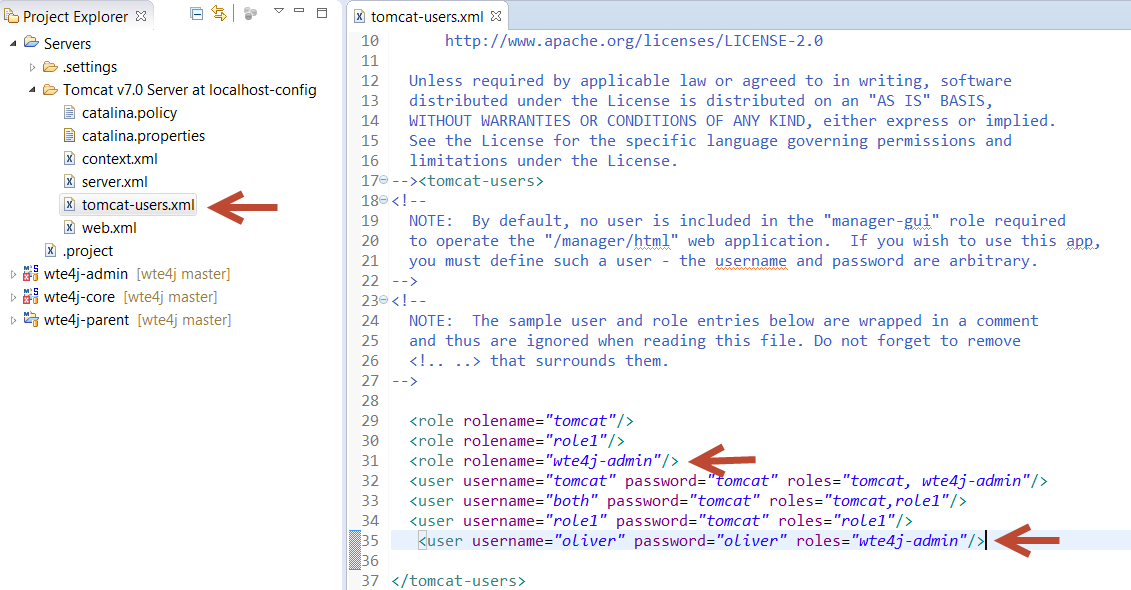 Project Explorer
Servers
.settings
Tomcat v7.0 Server at localhost-config
catalina.policy
catalina.properties
context.xml
server.xml
tomcat-users.xml
web.xml
.project
wte4j-admin [wte4j master]
wte4j-core [wte4j master]
wte4j-parent [wte4j master]
tomcat-users.xml
10 http://www.apache.org/licenses/LICENSE-2.0
11
12 Unless required by applicable law or agreed to in writing, software
13 distributed under the License is distributed on an "AS IS" BASIS,
14 WITHOUT WARRANTIES OR CONDITIONS OF ANY KIND, either express or implied.
15 See the License for the specific language governing permissions and
16 limitations under the License.
17 --><tomcat-users>
18 <!--
19 NOTE:  By default, no user is included in the "manager-gui" role required
20 to operate the "/manager/html" web application.  If you wish to use this app,
21 you must define such a user - the username and password are arbitrary.
22 -->
23 <!--
24 NOTE:  The sample user and role entries below are wrapped in a comment
25 and thus are ignored when reading this file. Do not forget to remove
26 <!.. ..> that surrounds them.
27 -->
28
29 <role rolename="tomcat"/>
30 <role rolename="role1"/>
31 <role rolename="wte4j-admin"/>
32 <user username="tomcat" password="tomcat" roles="tomcat, wte4j-admin"/>
33 <user username="both" password="tomcat" roles="tomcat,role1"/>
34 <user username="role1" password="tomcat" roles="role1"/>
35 <user username="oliver" password="oliver" roles="wte4j-admin"/>
36
37 </tomcat-users>